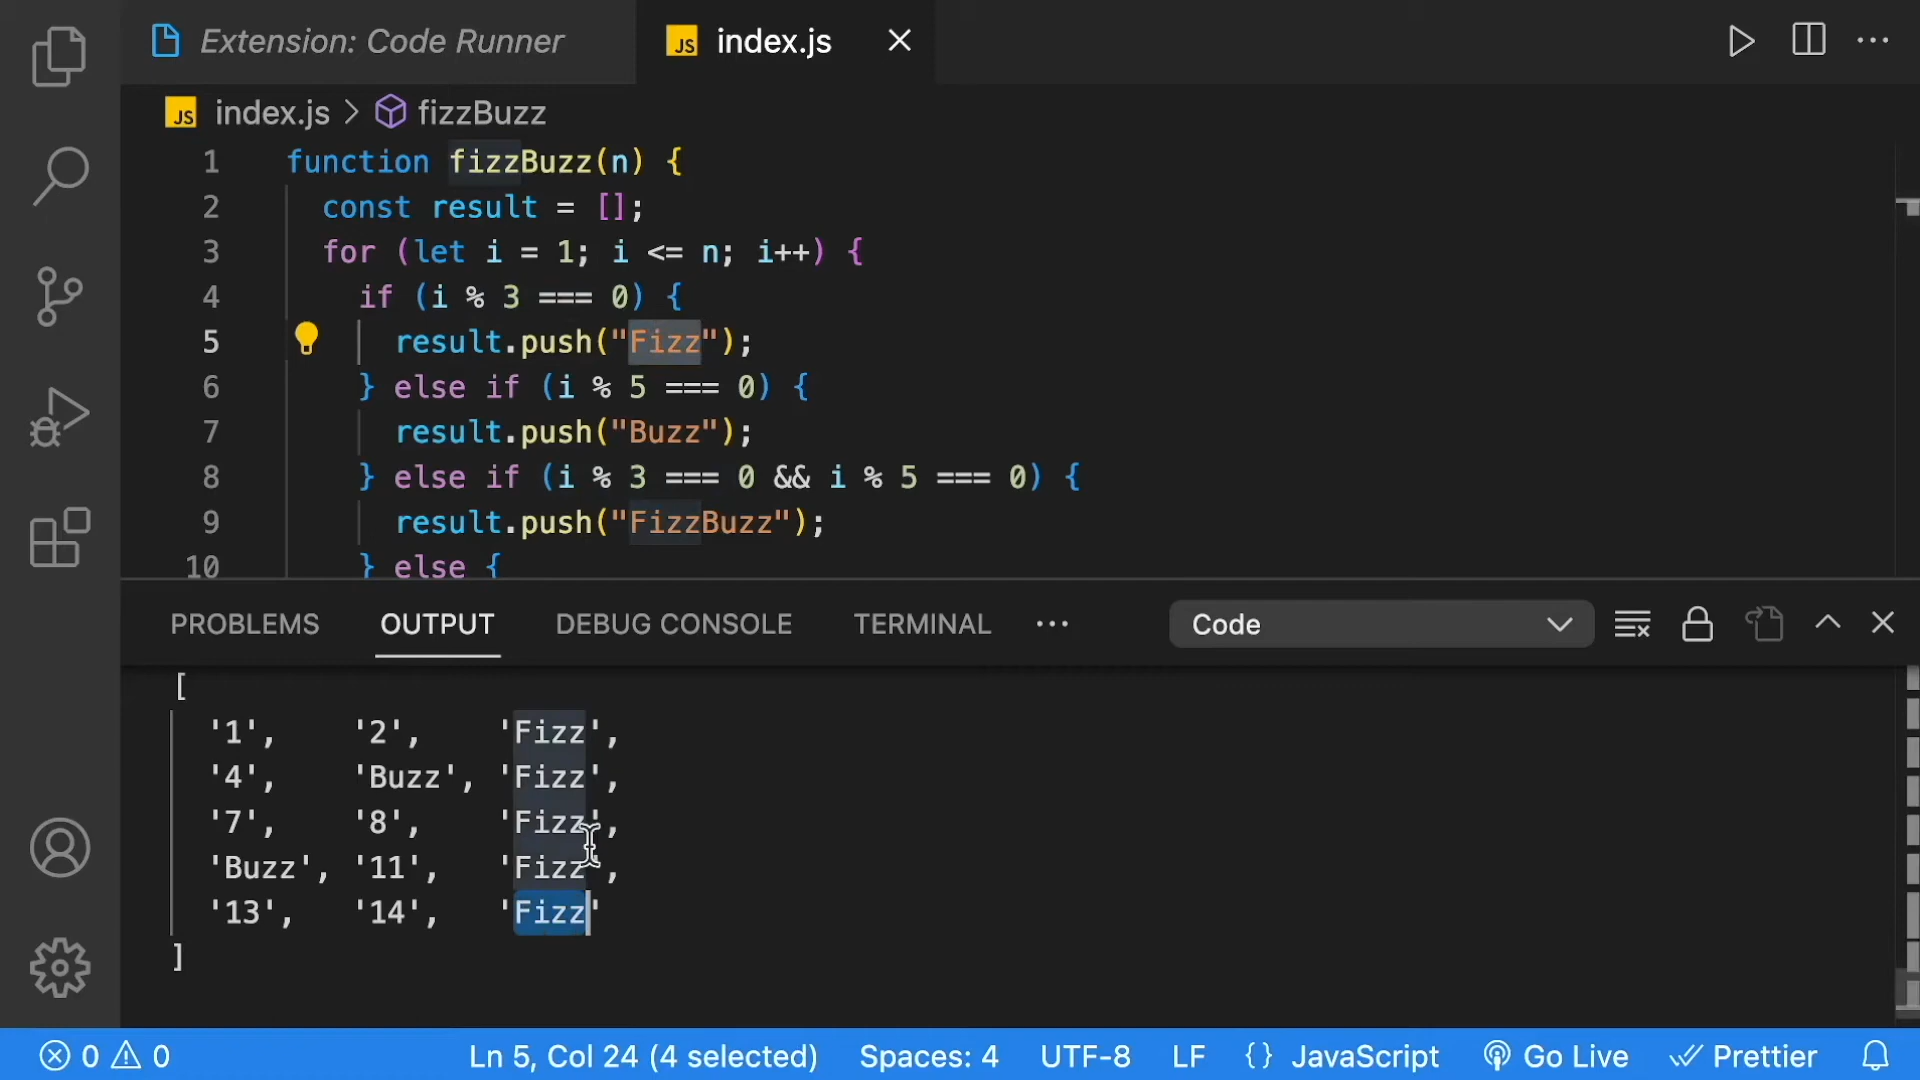 Extension: Code Runner
JS index.js
JS index.js > fizzBuzz
1 function fizzBuzz(n) {
2 const result = [];
3 for (let i = 1; i <= n; i++) {
4 if (i % 3 === 0) {
5 result.push("Fizz");
6 } else if (i % 5 === 0) {
7 result.push("Buzz");
8 } else if (i % 3 === 0 && i % 5 === 0) {
9 result.push("FizzBuzz");
10 } else {
PROBLEMS OUTPUT DEBUG CONSOLE TERMINAL ··· Code
[
'1', '2', 'Fizz',
'4', 'Buzz', 'Fizz',
'7', '8', 'Fizz',
'Buzz', '11', 'Fizz',
'13', '14', 'Fizz'
]
0 0 Ln 5, Col 24 (4 selected) Spaces: 4 UTF-8 LF {} JavaScript Go Live Prettier